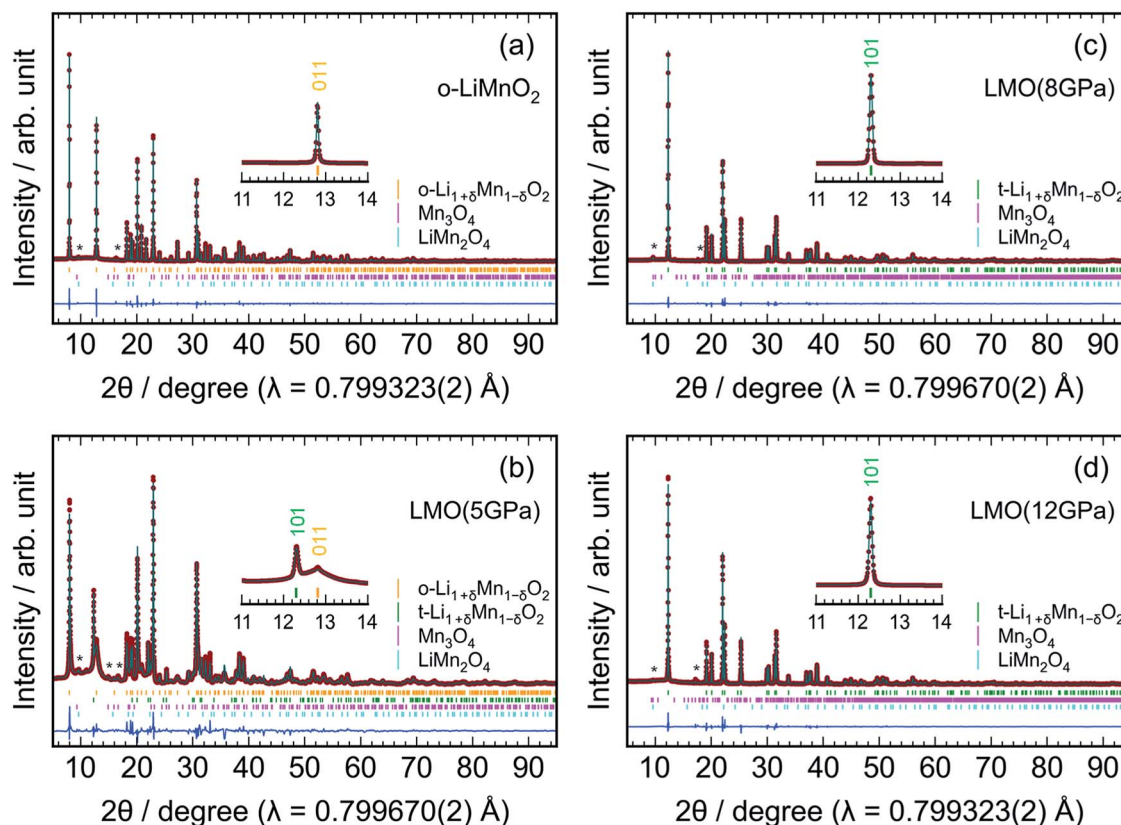 (a)
o-LiMnO₂
011
11 12 13 14
o-Li₁₊δMn₁₋δO₂
Mn₃O₄
LiMn₂O₄
* *
Intensity / arb. unit
10 20 30 40 50 60 70 80 90
2θ / degree (λ = 0.799323(2) Å)
(c)
LMO(8GPa)
101
11 12 13 14
t-Li₁₊δMn₁₋δO₂
Mn₃O₄
LiMn₂O₄
* *
Intensity / arb. unit
10 20 30 40 50 60 70 80 90
2θ / degree (λ = 0.799670(2) Å)
(b)
LMO(5GPa)
101
011
11 12 13 14
o-Li₁₊δMn₁₋δO₂
t-Li₁₊δMn₁₋δO₂
Mn₃O₄
LiMn₂O₄
* * *
Intensity / arb. unit
10 20 30 40 50 60 70 80 90
2θ / degree (λ = 0.799670(2) Å)
(d)
LMO(12GPa)
101
11 12 13 14
t-Li₁₊δMn₁₋δO₂
Mn₃O₄
LiMn₂O₄
* *
Intensity / arb. unit
10 20 30 40 50 60 70 80 90
2θ / degree (λ = 0.799323(2) Å)